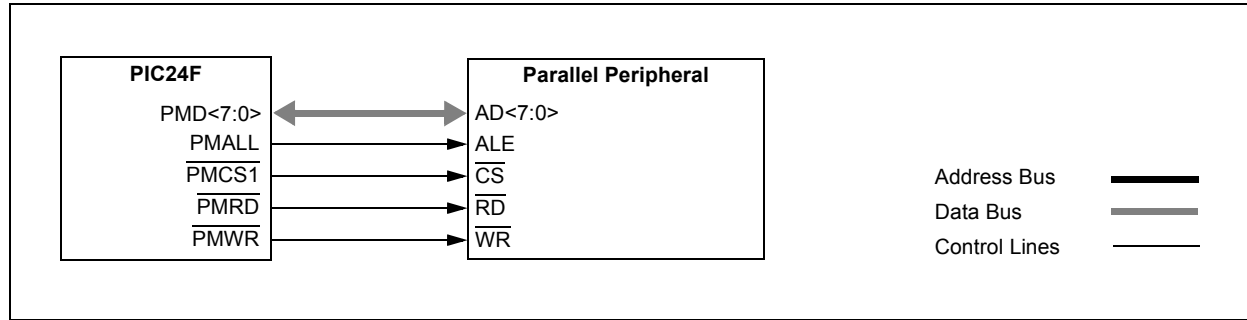 PIC24F
PMD<7:0>
PMALL
PMCS1
PMRD
PMWR
Parallel Peripheral
AD<7:0>
ALE
CS
RD
WR
Address Bus
Data Bus
Control Lines